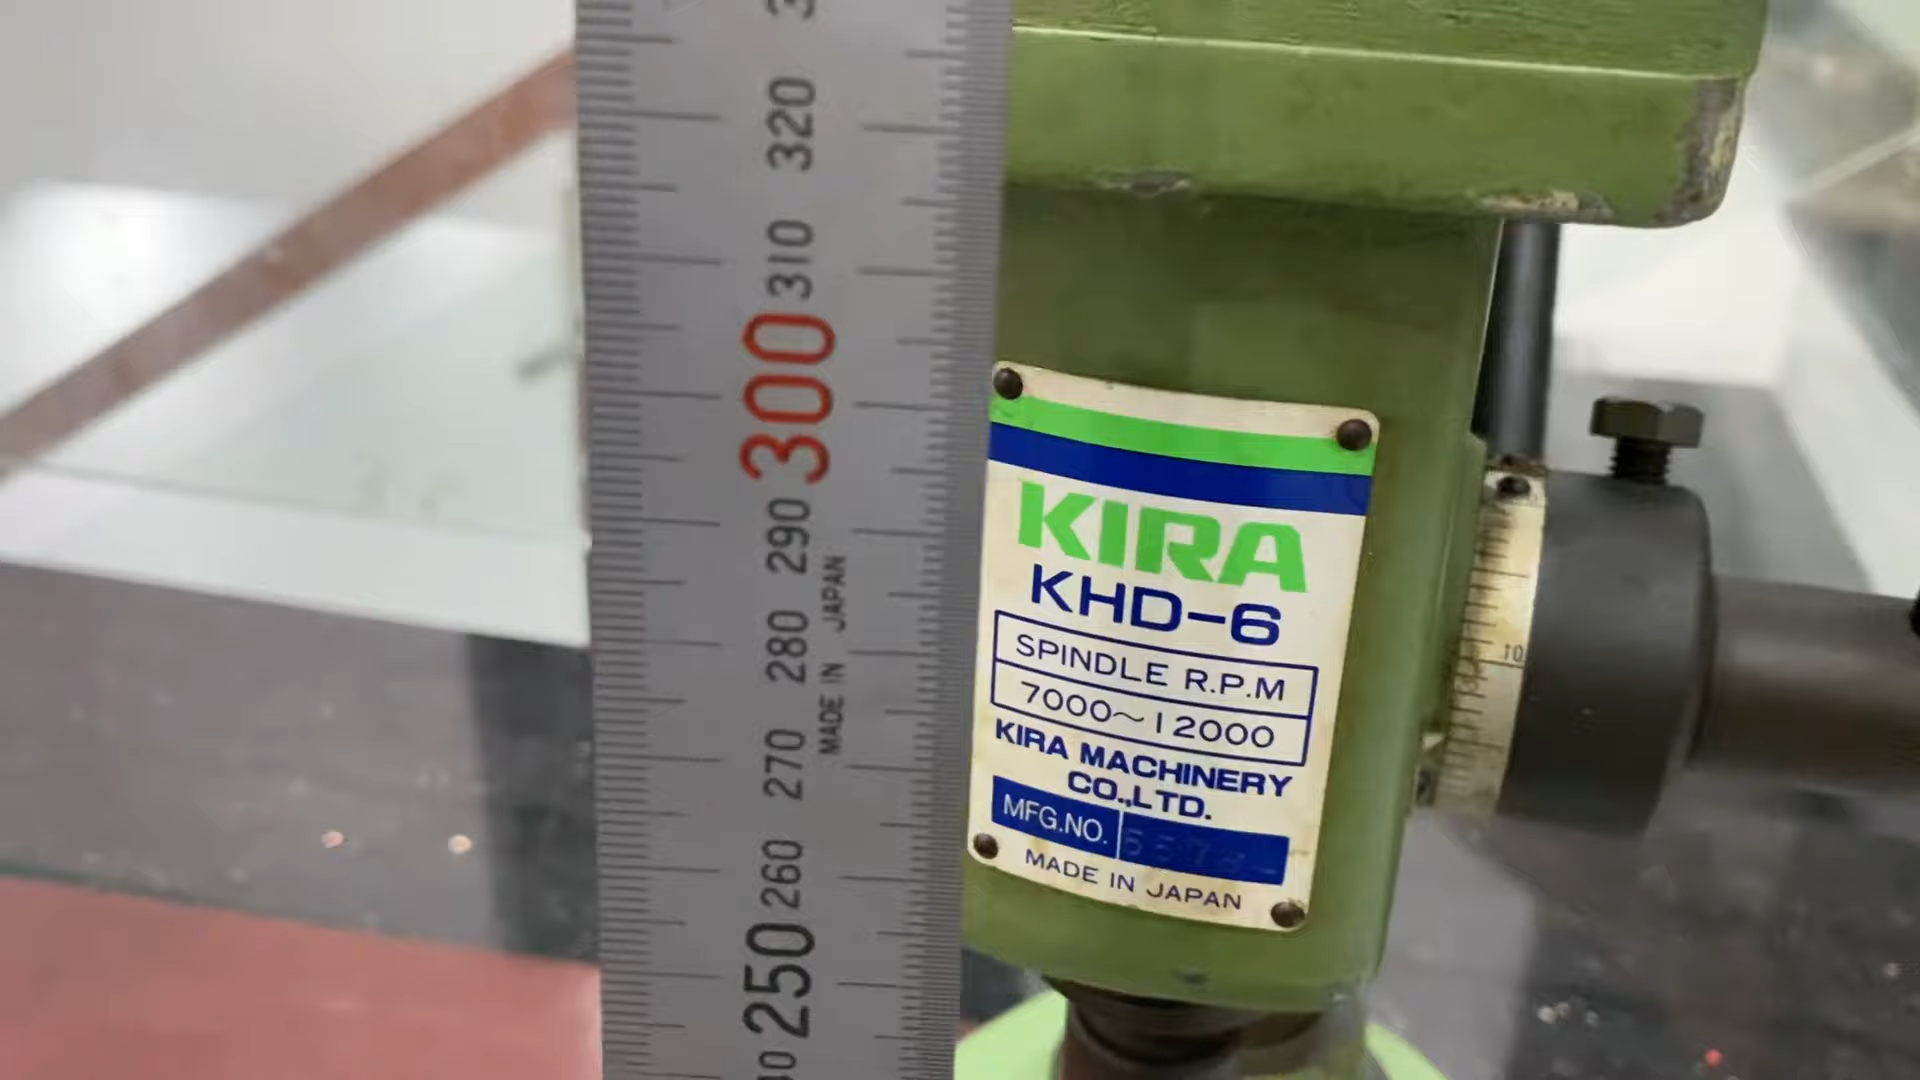 320
310
300
290
280
270
260
250
MADE IN JAPAN
KIRA
KHD-6
SPINDLE R.P.M
7000~12000
KIRA MACHINERY
CO.,LTD.
MFG.NO.
MADE IN JAPAN
10